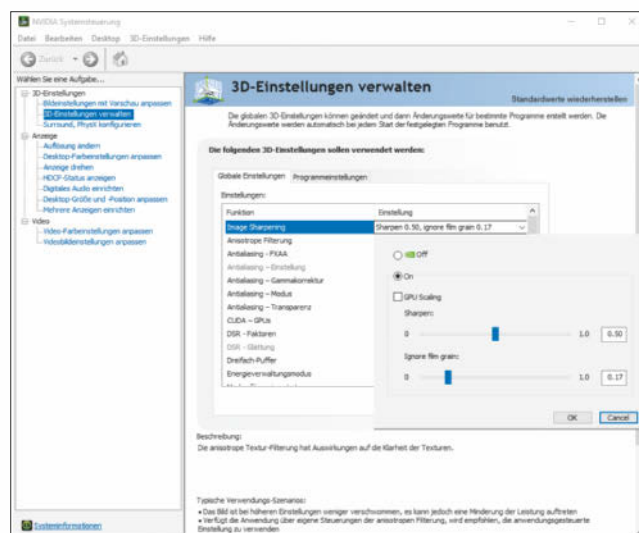 NVIDIA Systemsteuerung
Datei Bearbeiten Desktop 3D-Einstellungen Hilfe
Zurück
Wählen Sie eine Aufgabe...
3D-Einstellungen
Bildeinstellungen mit Vorschau anpassen
3D-Einstellungen verwalten
Surround, PhysX konfigurieren
Anzeige
Auflösung ändern
Desktop-Farbeinstellungen anpassen
Anzeige drehen
HDCP-Status anzeigen
Digitales Audio einrichten
Desktop-Größe und -Position anpassen
Mehrere Anzeigen einrichten
Video
Video-Farbeinstellungen anpassen
Videobildeinstellungen anpassen
Systeminformationen
3D-Einstellungen verwalten
Standardwerte wiederherstellen
Die globalen 3D-Einstellungen können geändert und dann Änderungswerte für bestimmte Programme erstellt werden. Die
Änderungswerte werden automatisch bei jedem Start der festgelegten Programme benutzt.
Die folgenden 3D-Einstellungen sollen verwendet werden:
Globale Einstellungen Programmeinstellungen
Einstellungen:
Funktion Einstellung
Image Sharpening Sharpen 0.50, ignore film grain 0.17
Anisotrope Filterung
Antialiasing - FXAA
Antialiasing – Einstellung
Antialiasing – Gammakorrektur
Antialiasing – Modus
Antialiasing – Transparenz
CUDA – GPUs
DSR - Faktoren
DSR - Glättung
Dreifach-Puffer
Energieverwaltungsmodus
Off
On
GPU Scaling
Sharpen:
0 1.0 0.50
Ignore film grain:
0 1.0 0.17
OK Cancel
Beschreibung:
Die anisotrope Textur-Filterung hat Auswirkungen auf die Klarheit der Texturen.
Typische Verwendungs-Szenarios:
• Das Bild ist bei höheren Einstellungen weniger verschwommen, es kann jedoch eine Minderung der Leistung auftreten
• Verfügt die Anwendung über eigene Steuerungen der anisotropen Filterung, wird empfohlen, die anwendungsgesteuerte
Einstellung zu verwenden